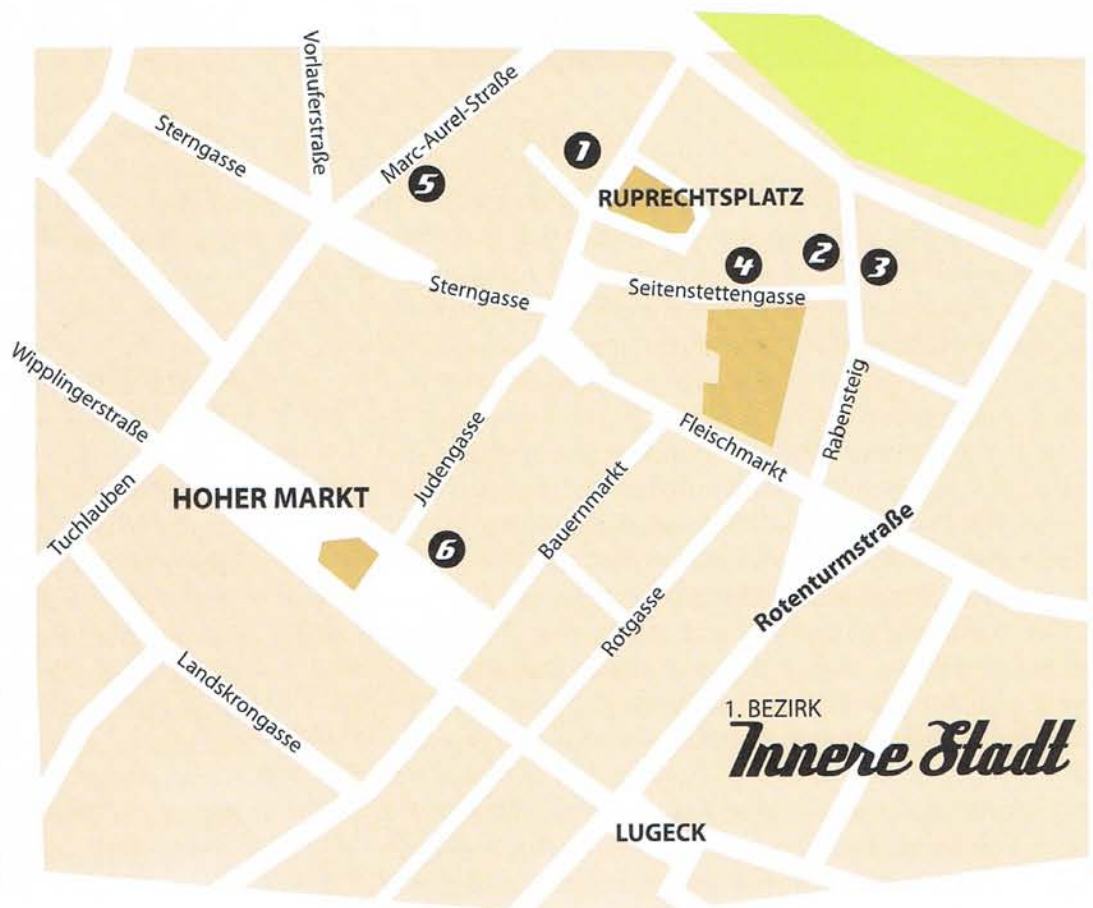 Vorlauferstraße
Marc-Aurel-Straße
Sterngasse
1
5
RUPRECHTSPLATZ
2
3
4
Sterngasse
Seitenstettengasse
Wipplingerstraße
Rabensteig
Fleischmarkt
Judengasse
Bauernmarkt
Tuchlauben
HOHER MARKT
6
Rotenturmstraße
Rotgasse
Landskrongasse
1. BEZIRK
Innere Stadt
LUGECK